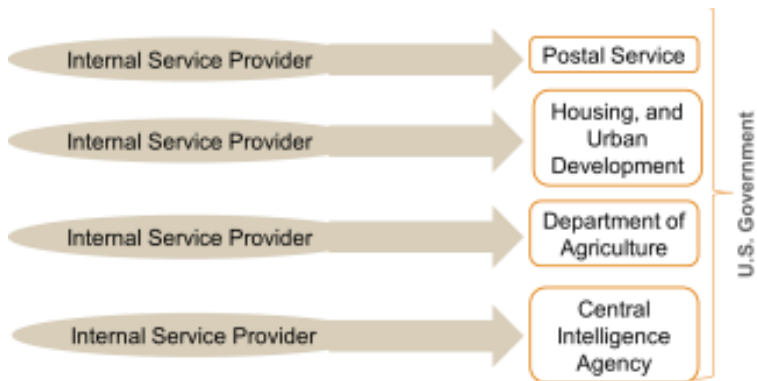 Internal Service Provider
Postal Service
Internal Service Provider
Housing, and
Urban
Development
Internal Service Provider
Department of
Agriculture
Internal Service Provider
Central
Intelligence
Agency
U.S. Government